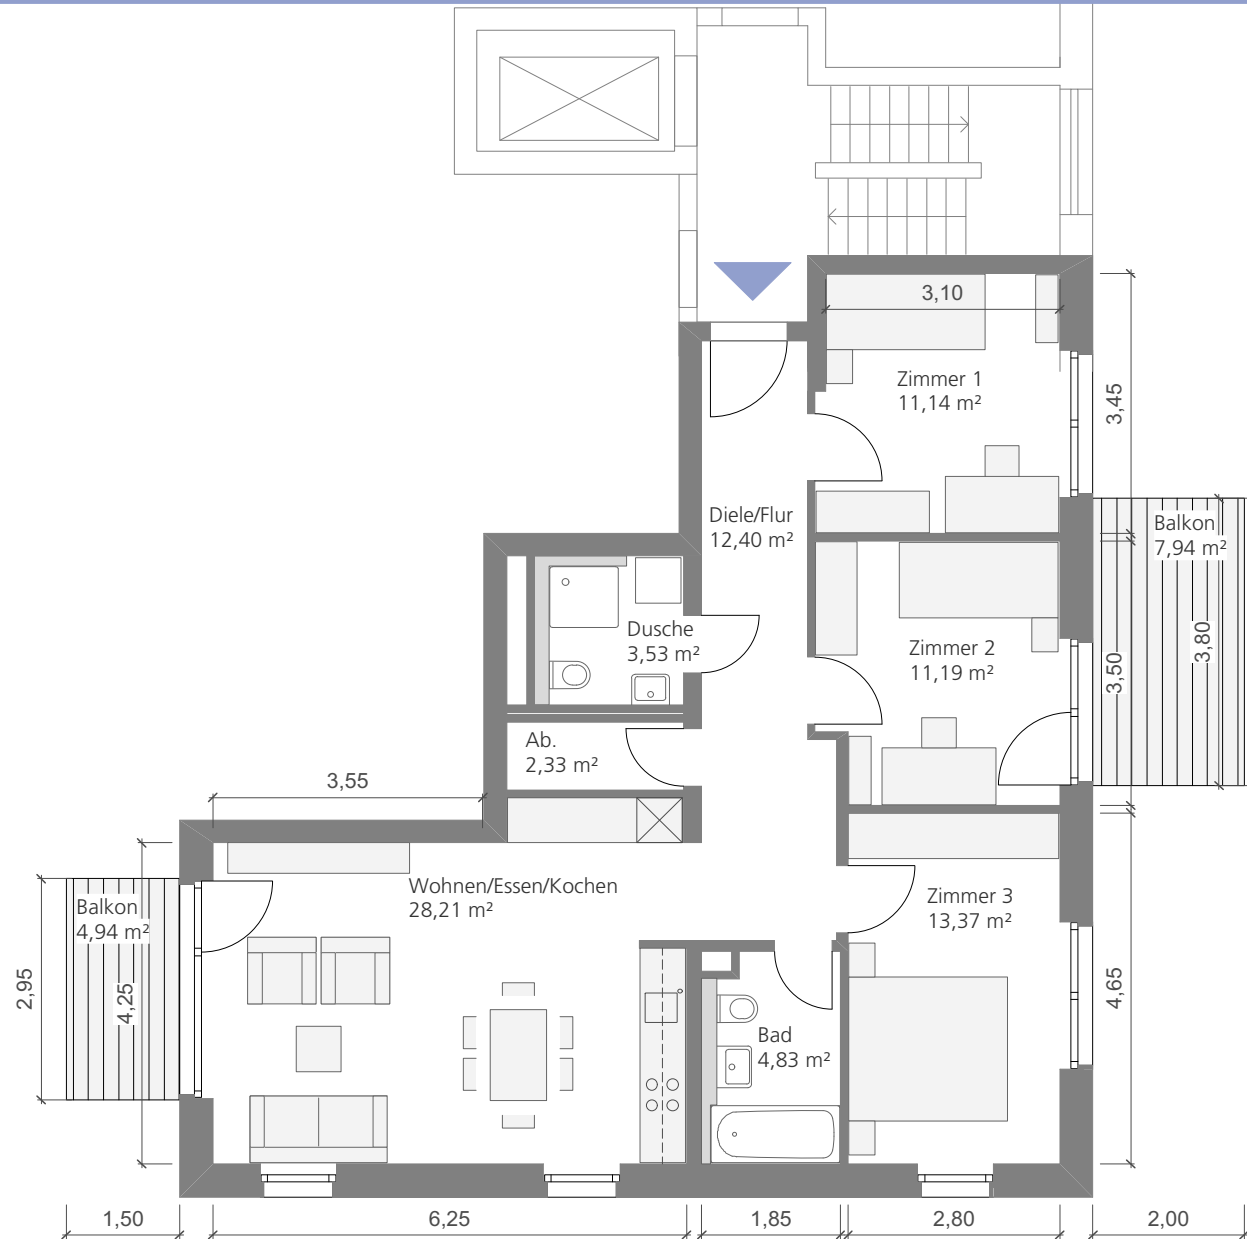 3,10
Zimmer 1
11,14 m²
3,45
Diele/Flur
12,40 m²
Balkon
7,94 m²
Dusche
3,53 m²
Zimmer 2
11,19 m²
3,50
3,80
Ab.
2,33 m²
3,55
Wohnen/Essen/Kochen
28,21 m²
Zimmer 3
13,37 m²
Balkon
4,94 m²
2,95
4,25
4,65
Bad
4,83 m²
1,50
6,25
1,85
2,80
2,00